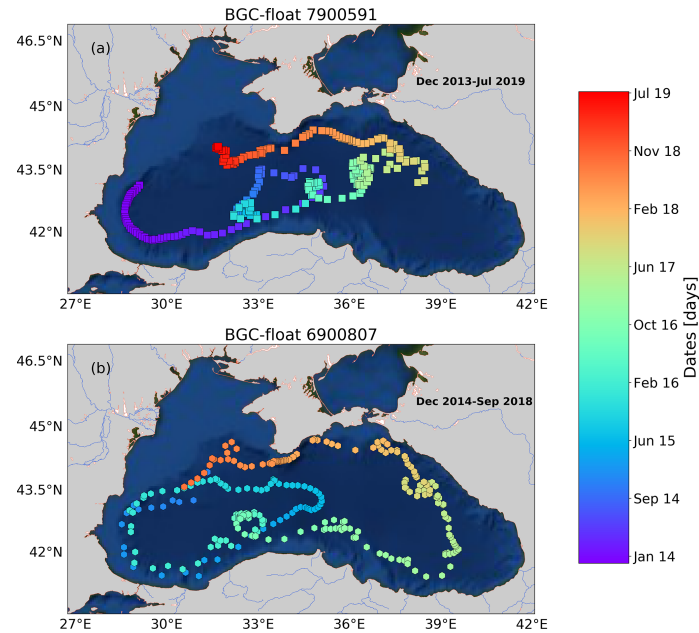 BGC-float 7900591
(a)
Dec 2013-Jul 2019
46.5°N
45°N
43.5°N
42°N
27°E 30°E 33°E 36°E 39°E 42°E
BGC-float 6900807
(b)
Dec 2014-Sep 2018
46.5°N
45°N
43.5°N
42°N
27°E 30°E 33°E 36°E 39°E 42°E
Jul 19
Nov 18
Feb 18
Jun 17
Oct 16
Feb 16
Jun 15
Sep 14
Jan 14
Dates [days]